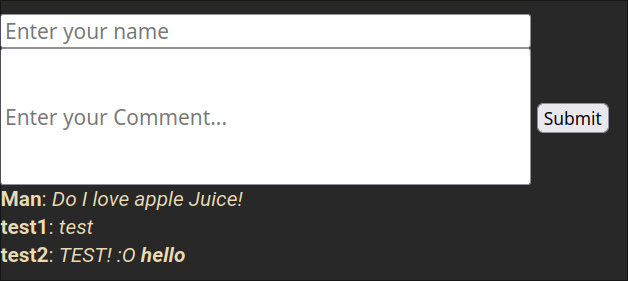 Enter your name
Enter your Comment...
Submit
Man: Do I love apple Juice!
test1: test
test2: TEST! :O hello